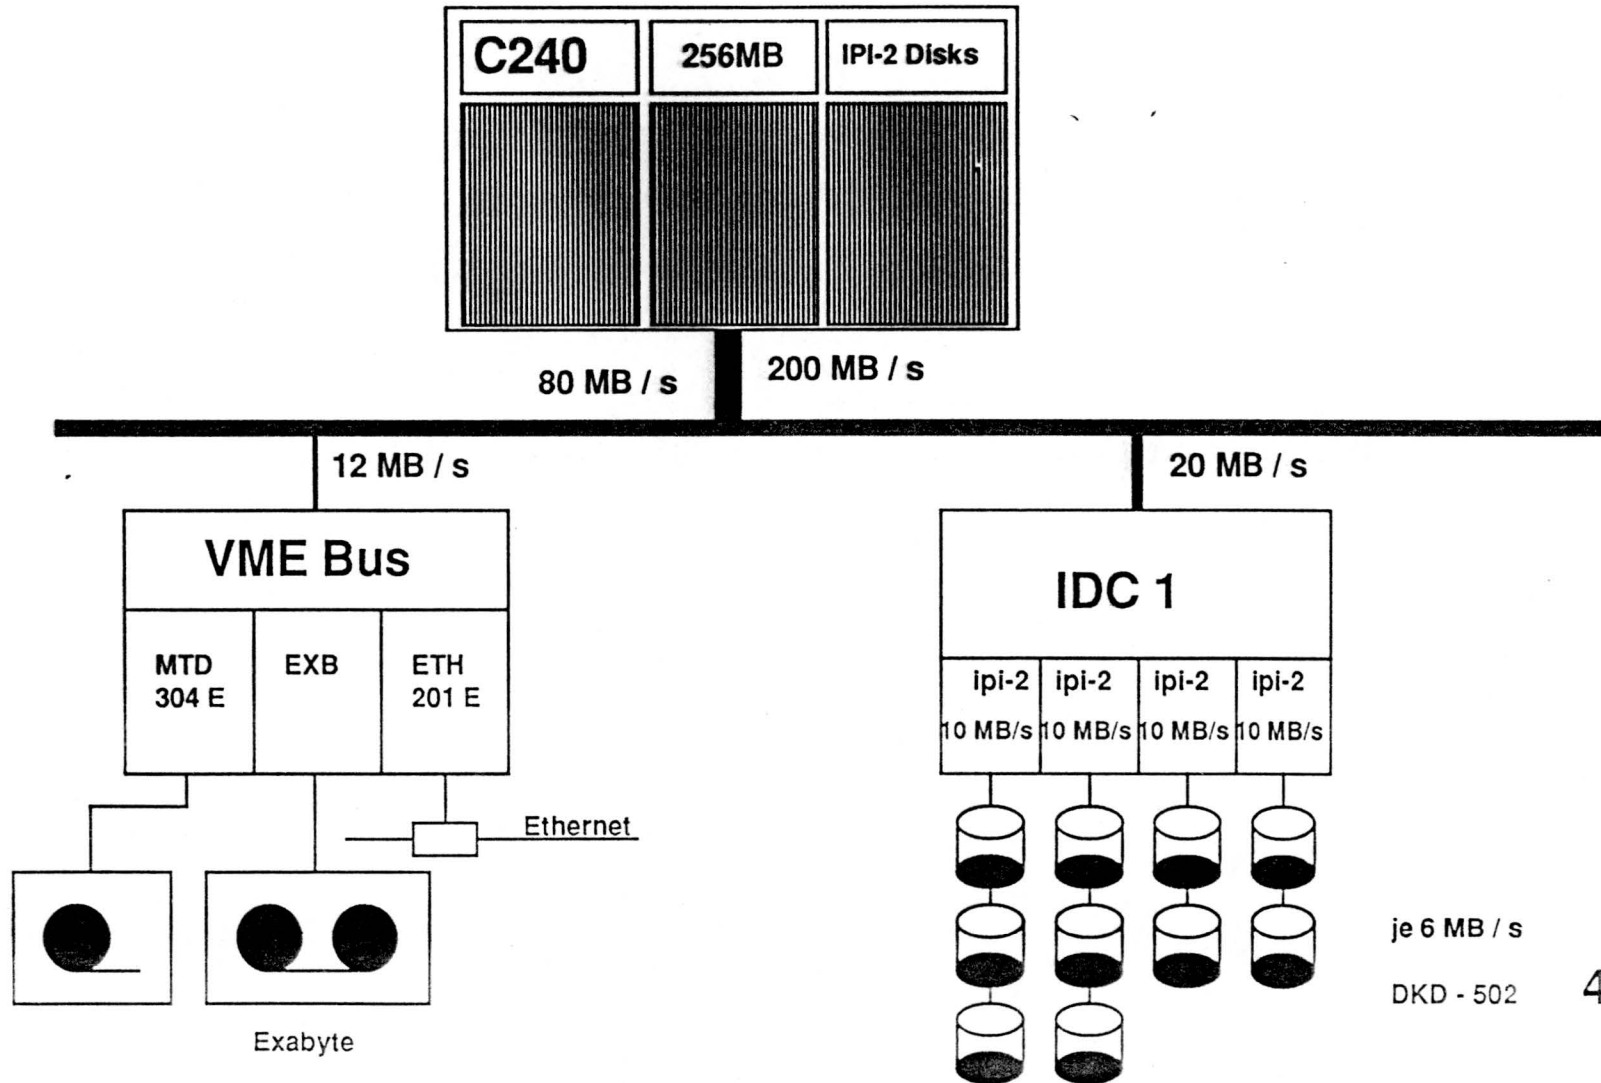 C240
256MB
IPI-2 Disks
80 MB / s
200 MB / s
12 MB / s
20 MB / s
VME Bus
IDC 1
MTD
304 E
EXB
ETH
201 E
ipi-2
10 MB/s
ipi-2
10 MB/s
ipi-2
10 MB/s
ipi-2
10 MB/s
Ethernet
Exabyte
je 6 MB / s
DKD - 502
4